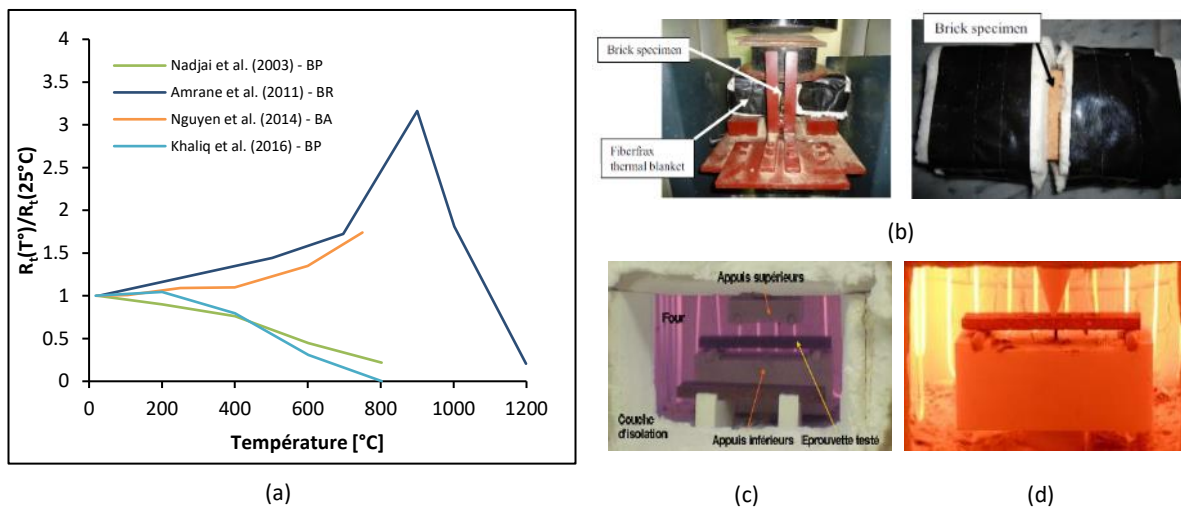 4
3.5
3
2.5
2
1.5
1
0.5
0
Rₜ(T°)/Rₜ(25°C)
Nadjai et al. (2003) - BP
Amrane et al. (2011) - BR
Nguyen et al. (2014) - BA
Khaliq et al. (2016) - BP
0 200 400 600 800 1000 1200
Température [°C]
(a)
Brick specimen
Fiberfrax
thermal blanket
Brick specimen
(b)
Appuis supérieurs
Four
Couche
d'isolation
Appuis inférieurs
Eprouvette testé
(c)
(d)